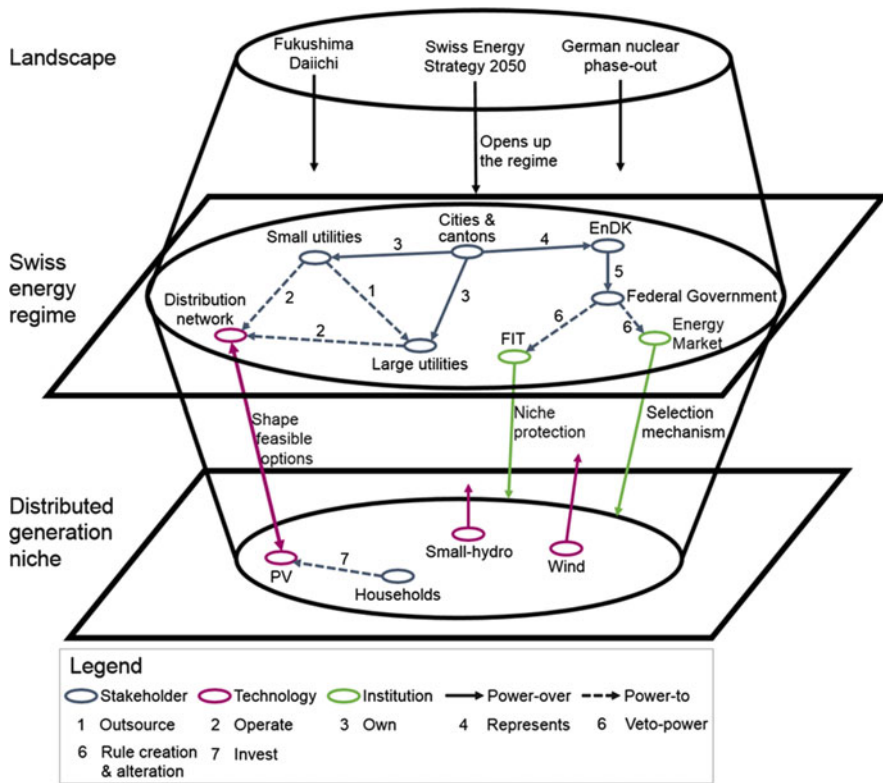 Landscape
Fukushima
Daiichi
Swiss Energy
Strategy 2050
German nuclear
phase-out
Opens up
the regime
Swiss
energy
regime
Small utilities
3
Cities &
cantons
4
EnDK
5
Federal Government
2
1
3
6
6
Distribution
network
2
Large utilities
FIT
Energy
Market
Shape
feasible
options
Niche
protection
Selection
mechanism
Distributed
generation
niche
PV
7
Households
Small-hydro
Wind
Legend
Stakeholder
Technology
Institution
Power-over
Power-to
1 Outsource
2 Operate
3 Own
4 Represents
6 Veto-power
6 Rule creation
& alteration
7 Invest